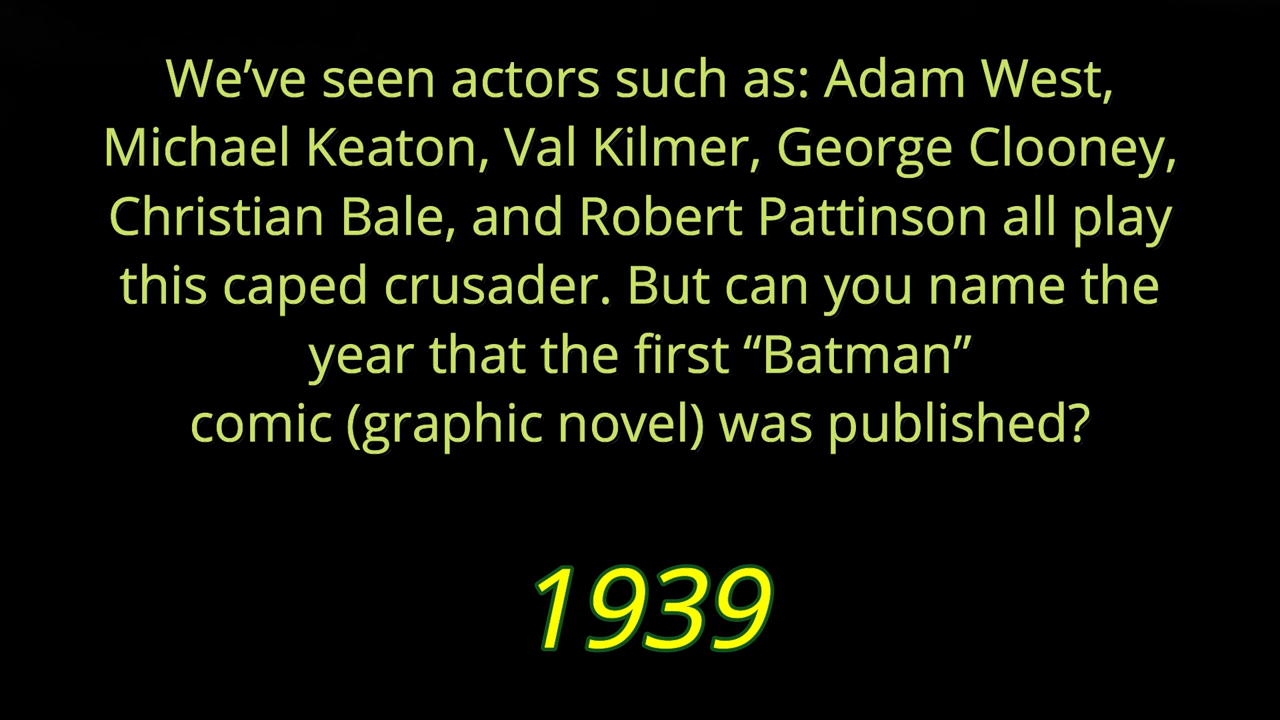 We’ve seen actors such as: Adam West,
Michael Keaton, Val Kilmer, George Clooney,
Christian Bale, and Robert Pattinson all play
this caped crusader. But can you name the
year that the first “Batman”
comic (graphic novel) was published?
1939